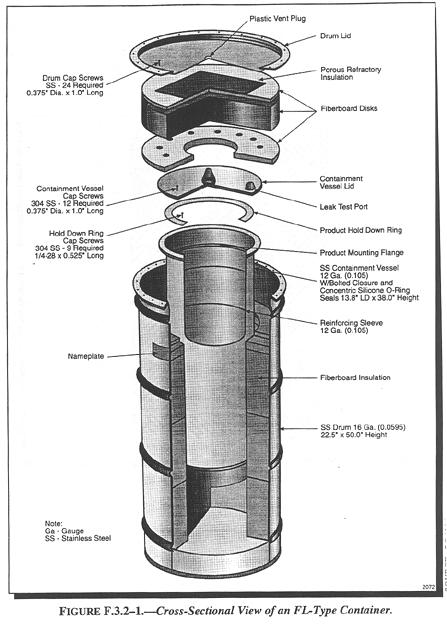 Plastic Vent Plug
Drum Lid
Drum Cap Screws
SS - 24 Required
0.375" Dia. x 1.0" Long
Porous Refractory
Insulation
Fiberboard Disks
Containment Vessel
Cap Screws
304 SS - 12 Required
0.375" Dia. x 1.0" Long
Containment
Vessel Lid
Leak Test Port
Hold Down Ring
Cap Screws
304 SS - 9 Required
1/4-28 x 0.525" Long
Product Hold Down Ring
Product Mounting Flange
SS Containment Vessel
12 Ga. (0.105)
W/Bolted Closure and
Concentric Silicone O-Ring
Seals 13.8" I.D x 38.0" Height
Reinforcing Sleeve
12 Ga. (0.105)
Nameplate
Fiberboard Insulation
SS Drum 16 Ga. (0.0595)
22.5" x 50.0" Height
Note:
Ga - Gauge
SS - Stainless Steel
2072
FIGURE F.3.2–1.—Cross-Sectional View of an FL-Type Container.